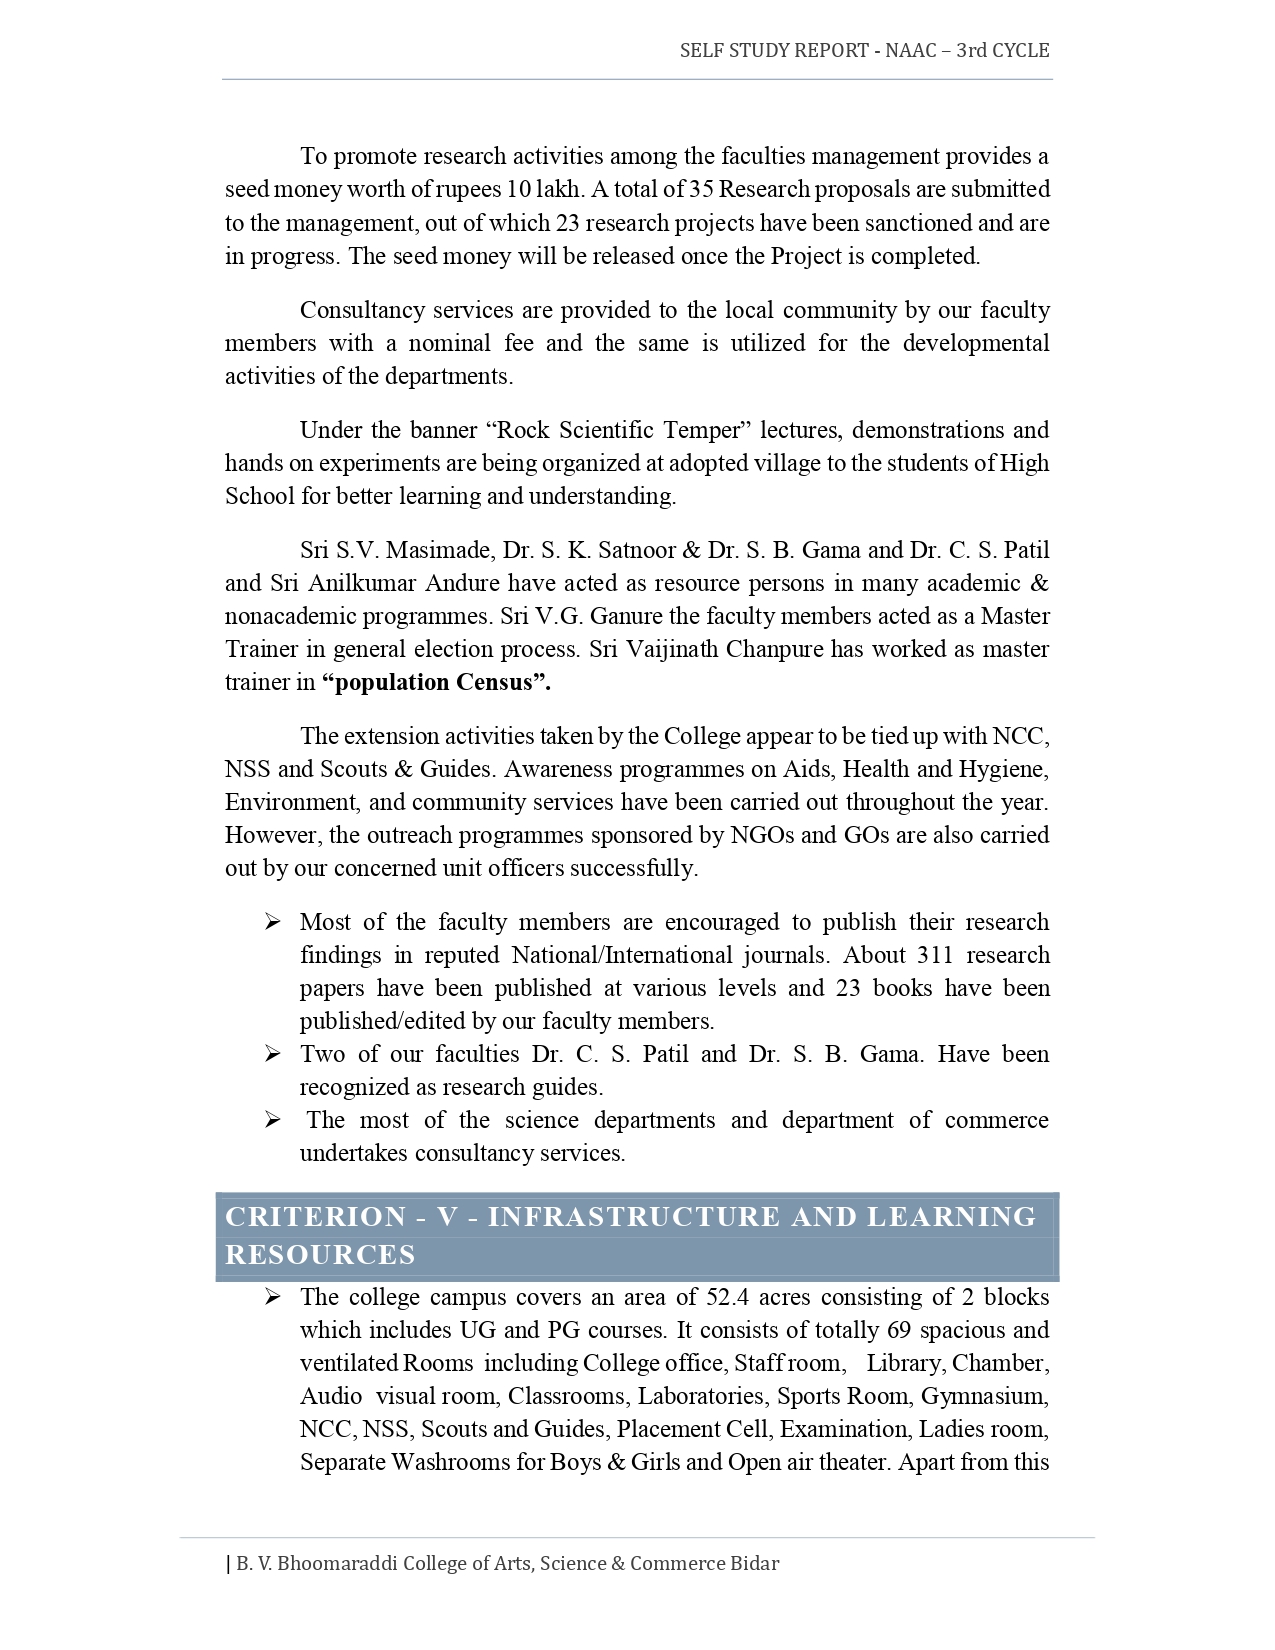 SELF STUDY REPORT - NAAC – 3rd CYCLE
To promote research activities among the faculties management provides a
seed money worth of rupees 10 lakh. A total of 35 Research proposals are submitted
to the management, out of which 23 research projects have been sanctioned and are
in progress. The seed money will be released once the Project is completed.
Consultancy services are provided to the local community by our faculty
members with a nominal fee and the same is utilized for the developmental
activities of the departments.
Under the banner “Rock Scientific Temper” lectures, demonstrations and
hands on experiments are being organized at adopted village to the students of High
School for better learning and understanding.
Sri S.V. Masimade, Dr. S. K. Satnoor & Dr. S. B. Gama and Dr. C. S. Patil
and Sri Anilkumar Andure have acted as resource persons in many academic &
nonacademic programmes. Sri V.G. Ganure the faculty members acted as a Master
Trainer in general election process. Sri Vaijinath Chanpure has worked as master
trainer in “population Census”.
The extension activities taken by the College appear to be tied up with NCC,
NSS and Scouts & Guides. Awareness programmes on Aids, Health and Hygiene,
Environment, and community services have been carried out throughout the year.
However, the outreach programmes sponsored by NGOs and GOs are also carried
out by our concerned unit officers successfully.
➢ Most of the faculty members are encouraged to publish their research
findings in reputed National/International journals. About 311 research
papers have been published at various levels and 23 books have been
published/edited by our faculty members.
➢ Two of our faculties Dr. C. S. Patil and Dr. S. B. Gama. Have been
recognized as research guides.
➢ The most of the science departments and department of commerce
undertakes consultancy services.
CRITERION - V - INFRASTRUCTURE AND LEARNING
RESOURCES
➢ The college campus covers an area of 52.4 acres consisting of 2 blocks
which includes UG and PG courses. It consists of totally 69 spacious and
ventilated Rooms including College office, Staff room, Library, Chamber,
Audio visual room, Classrooms, Laboratories, Sports Room, Gymnasium,
NCC, NSS, Scouts and Guides, Placement Cell, Examination, Ladies room,
Separate Washrooms for Boys & Girls and Open air theater. Apart from this
| B. V. Bhoomaraddi College of Arts, Science & Commerce Bidar